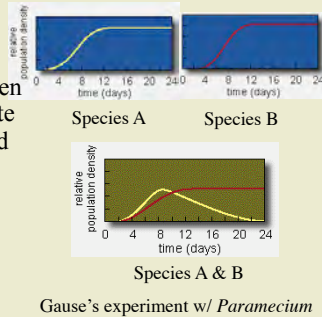 relative
population density
0 4 8 12 16 20 24
time (days)
Species A
0 4 8 12 16 20 24
time (days)
Species B
en
te
d
relative
population density
0 4 8 12 16 20 24
time (days)
Species A & B
Gause's experiment w/ Paramecium